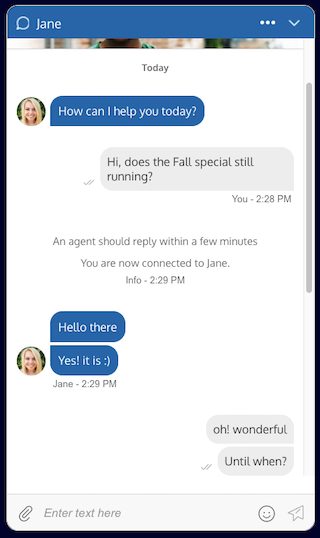 Jane
Today
How can I help you today?
Hi, does the Fall special still
running?
You - 2:28 PM
An agent should reply within a few minutes
You are now connected to Jane.
Info - 2:29 PM
Hello there
Yes! it is :)
Jane - 2:29 PM
oh! wonderful
Until when?
Enter text here